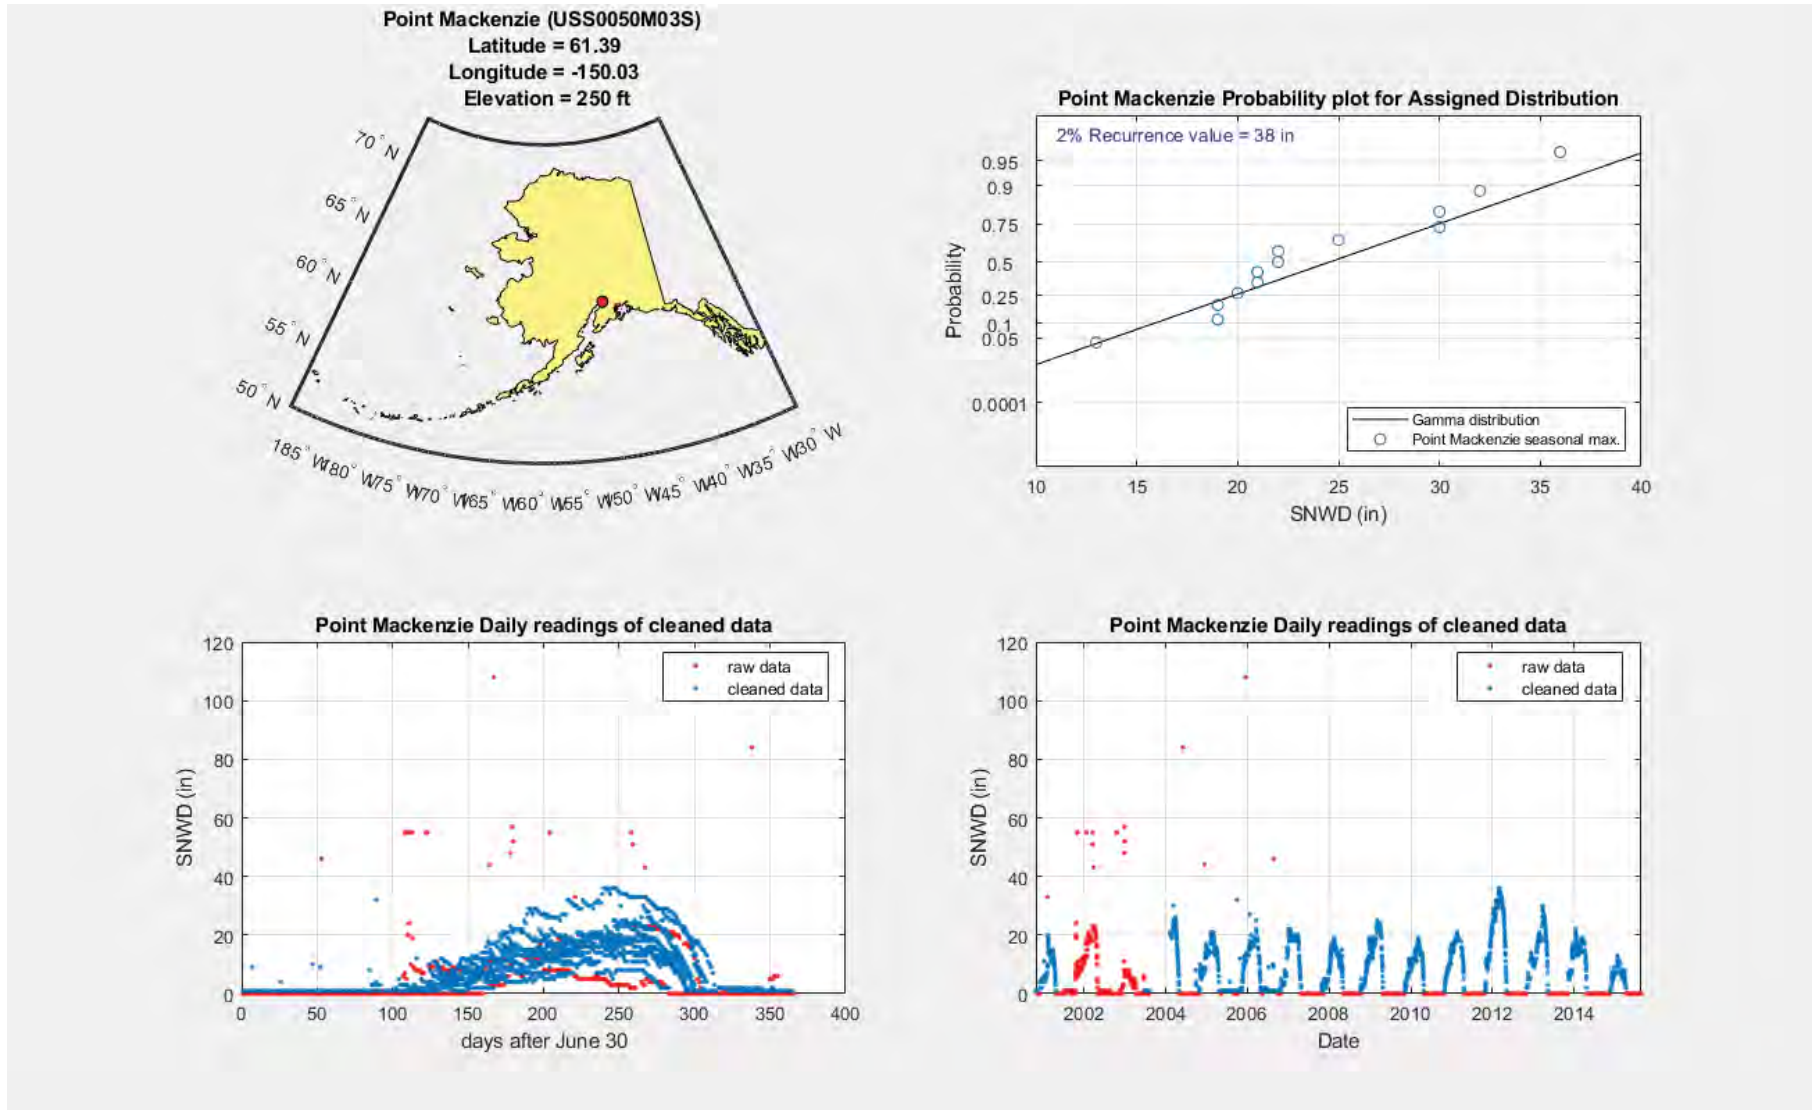 Point Mackenzie (USS0050M03S)
Latitude = 61.39
Longitude = -150.03
Elevation = 250 ft
70° N
65° N
60° N
55° N
50° N
185° W
180° W
175° W
170° W
165° W
160° W
155° W
150° W
145° W
140° W
135° W
130° W
Point Mackenzie Probability plot for Assigned Distribution
2% Recurrence value = 38 in
0.95
0.9
0.75
0.5
0.25
0.1
0.05
0.0001
Probability
Gamma distribution
Point Mackenzie seasonal max.
10 15 20 25 30 35 40
SNWD (in)
Point Mackenzie Daily readings of cleaned data
raw data
cleaned data
120
100
80
60
40
20
0
SNWD (in)
0 50 100 150 200 250 300 350 400
days after June 30
Point Mackenzie Daily readings of cleaned data
raw data
cleaned data
120
100
80
60
40
20
0
SNWD (in)
2002 2004 2006 2008 2010 2012 2014
Date